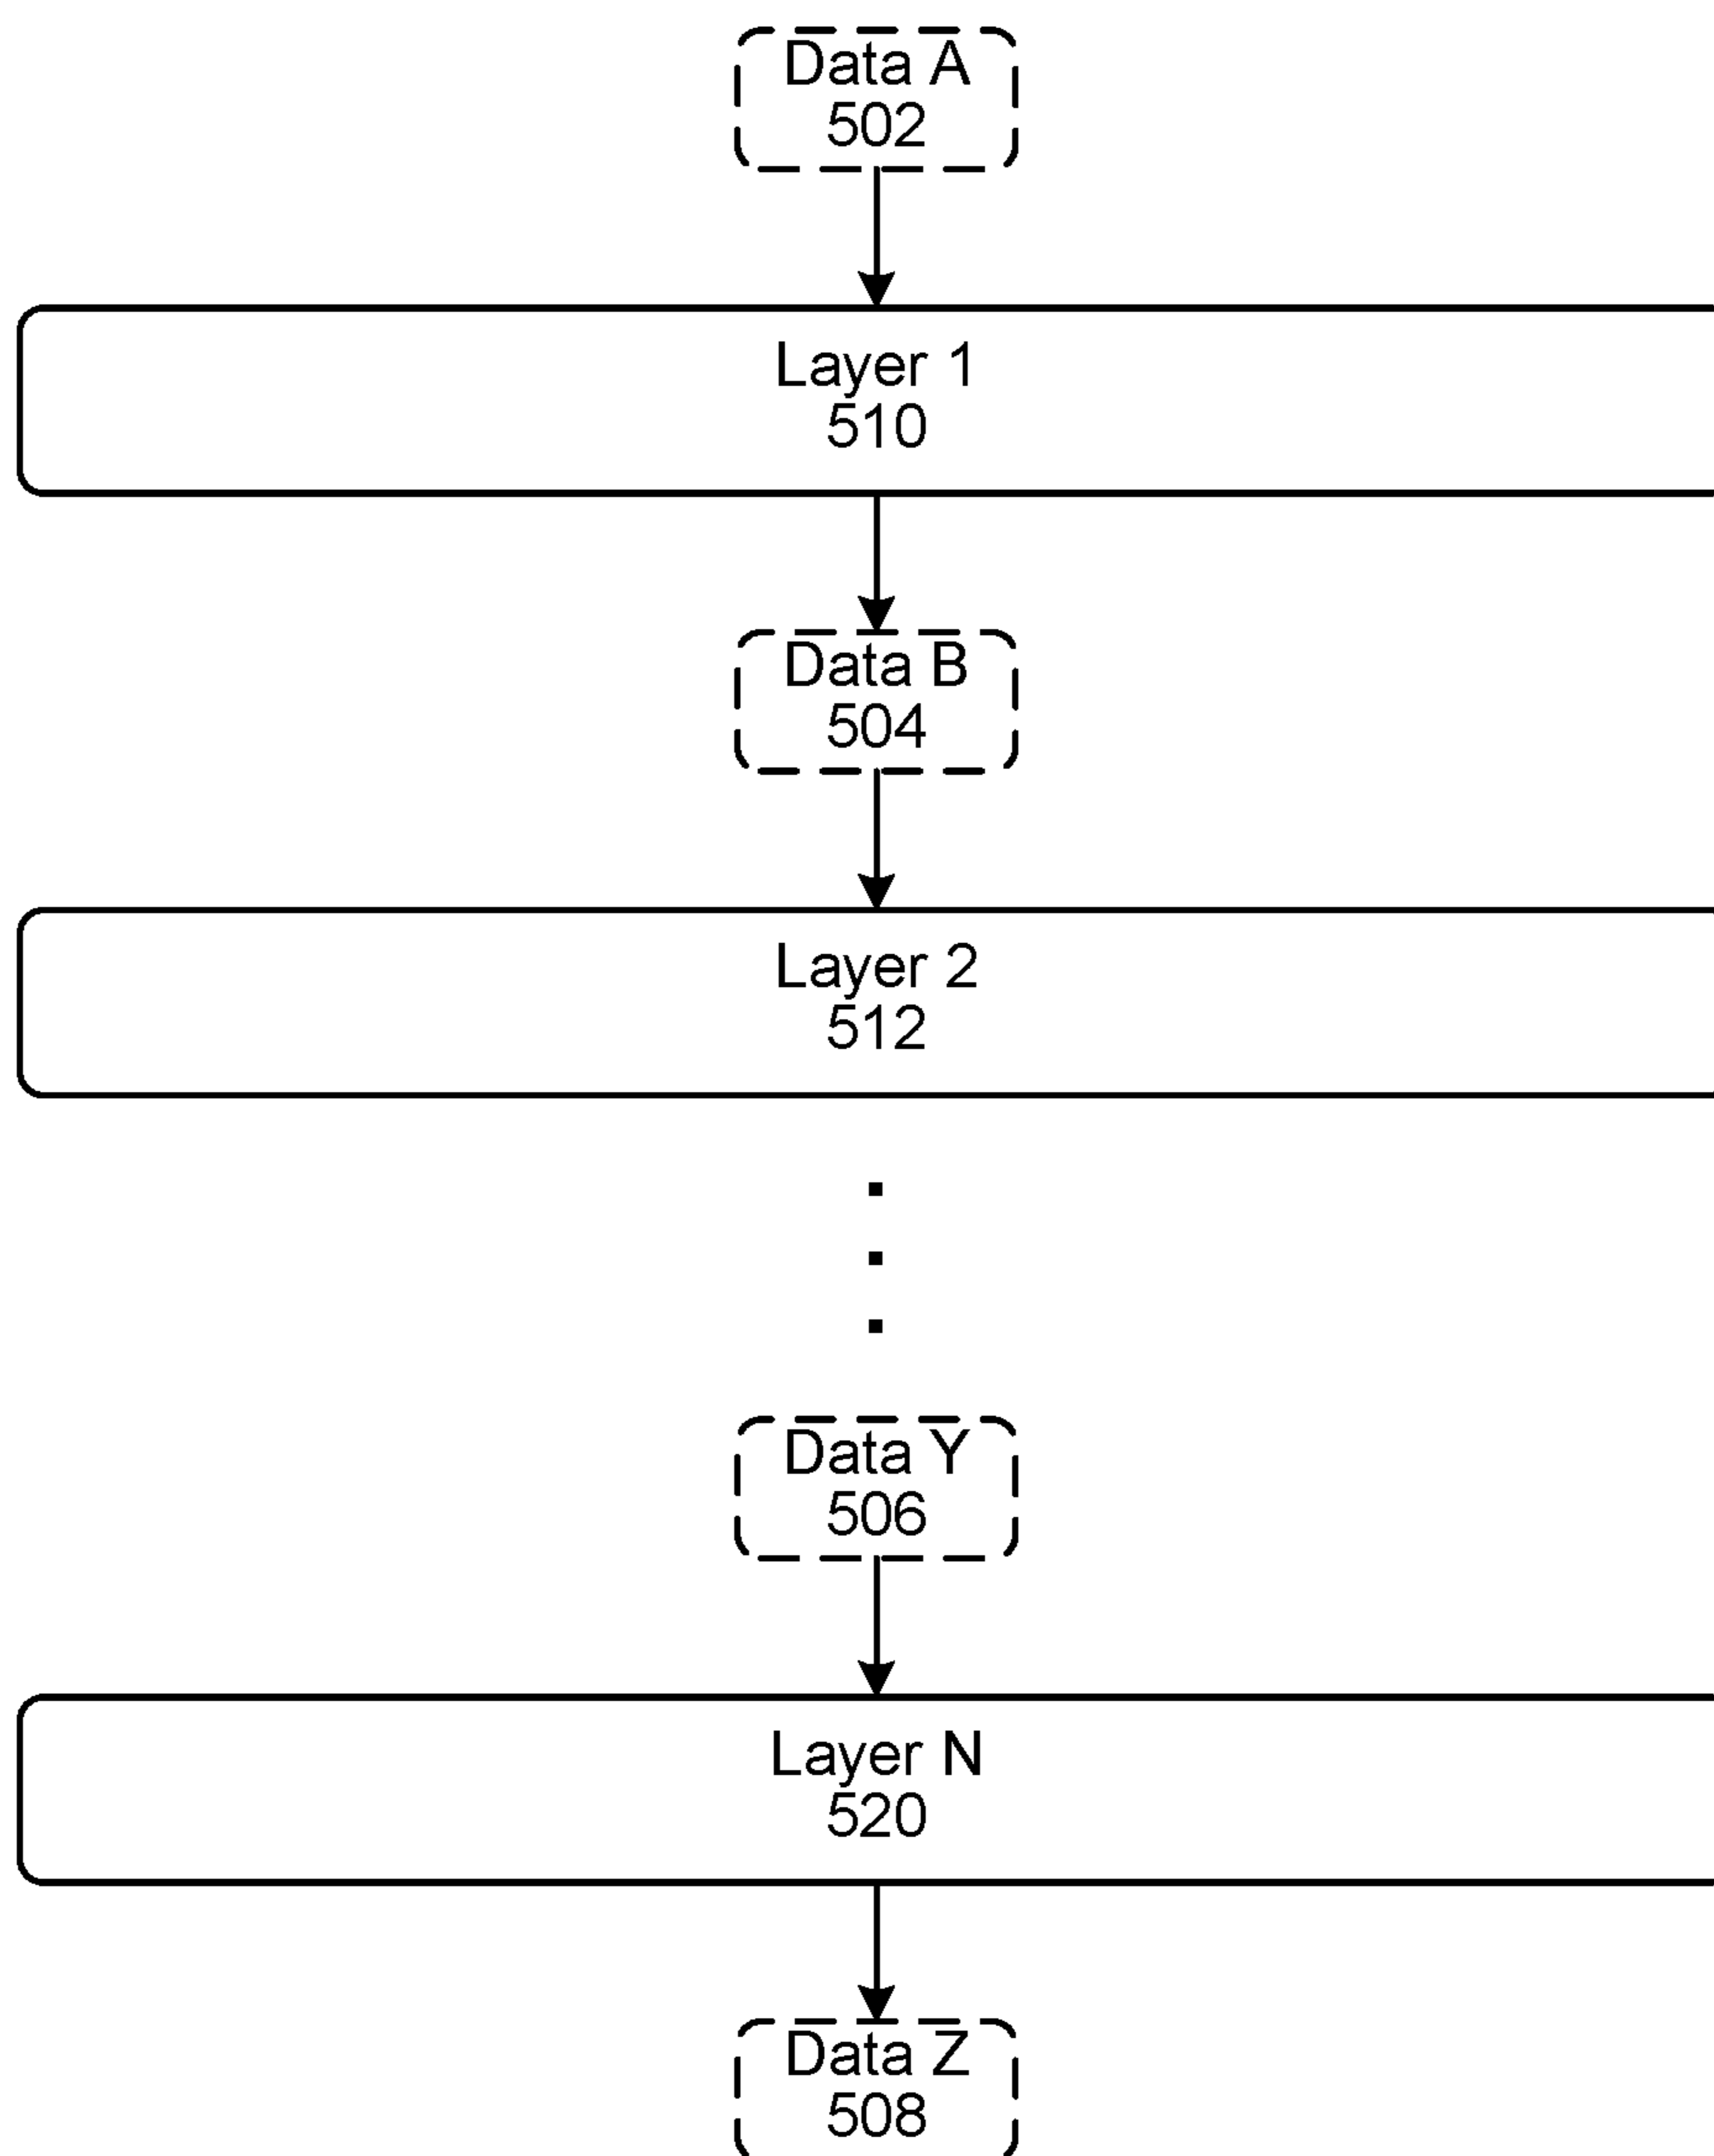 Data A
502
Layer 1
510
Data B
504
Layer 2
512
Data Y
506
Layer N
520
Data Z
508